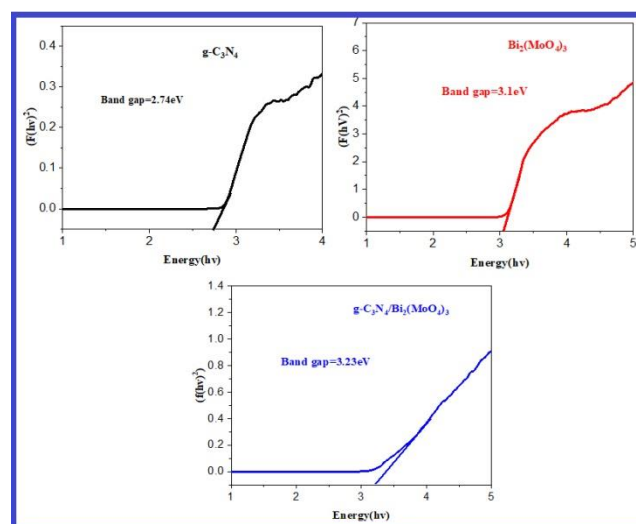 g-C₃N₄
Band gap=2.74eV
(F(hv)²)
0.4
0.3
0.2
0.1
0.0
1 2 3 4
Energy(hv)
Bi₂(MoO₄)₃
Band gap=3.1eV
(F(hV)²)
7
6
5
4
3
2
1
0
1 2 3 4 5
Energy(hv)
g-C₃N₄/Bi₂(MoO₄)₃
Band gap=3.23eV
(f(hv)²)
1.4
1.2
1.0
0.8
0.6
0.4
0.2
0.0
1 2 3 4 5
Energy(hv)